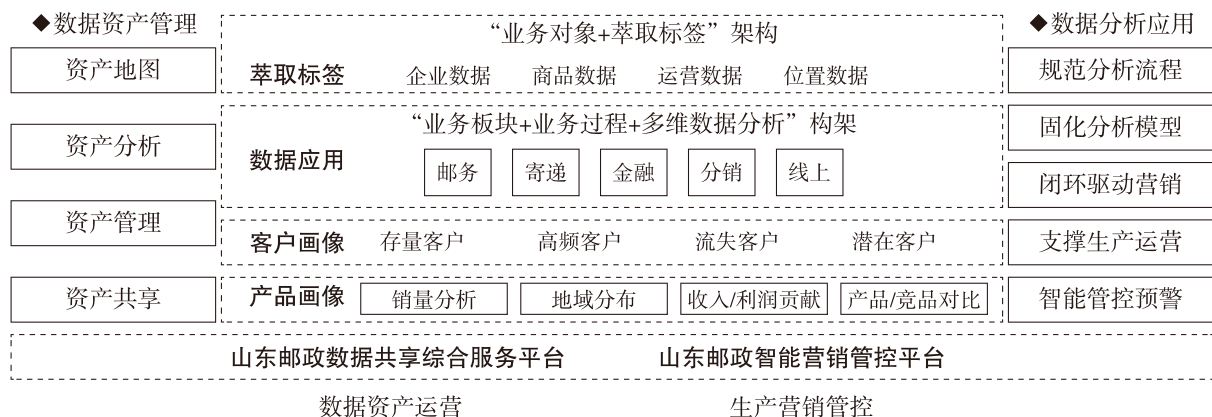 ◆数据资产管理
资产地图
资产分析
资产管理
资产共享
“业务对象+萃取标签”架构
萃取标签 企业数据 商品数据 运营数据 位置数据
“业务板块+业务过程+多维数据分析”构架
数据应用 邮务 寄递 金融 分销 线上
客户画像 存量客户 高频客户 流失客户 潜在客户
产品画像 销量分析 地域分布 收入/利润贡献 产品/竞品对比
◆数据分析应用
规范分析流程
固化分析模型
闭环驱动营销
支撑生产运营
智能管控预警
山东邮政数据共享综合服务平台 山东邮政智能营销管控平台
数据资产运营 生产营销管控